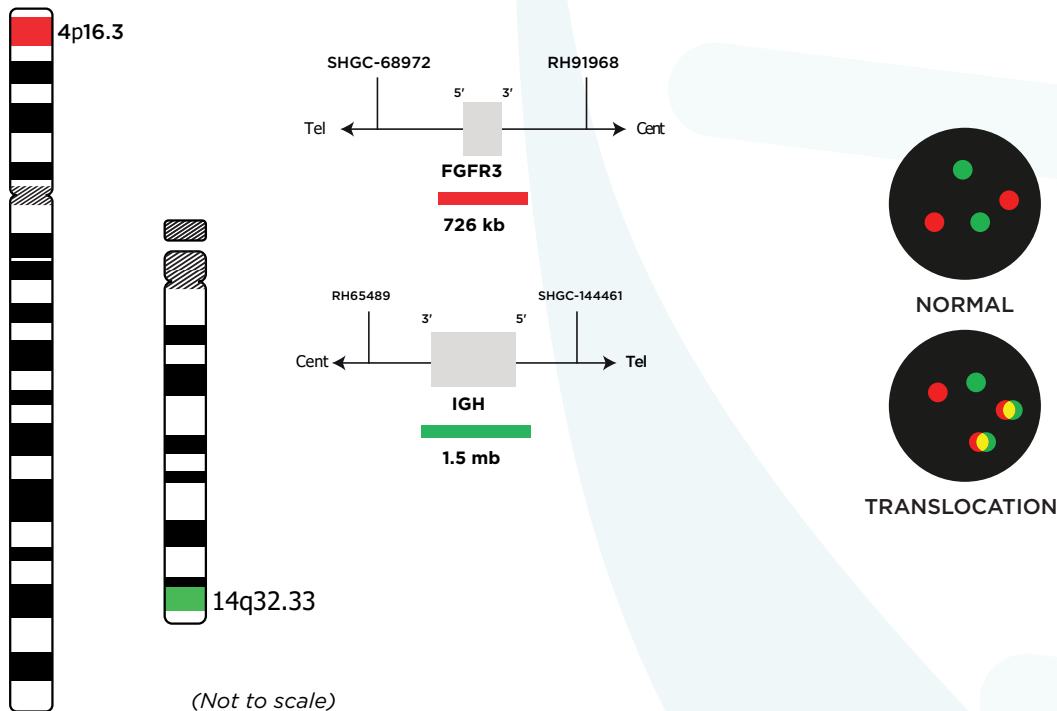 4p16.3
SHGC-68972 RH91968
5' 3'
Tel Cent
FGFR3
726 kb
RH65489 SHGC-144461
3' 5'
Cent Tel
IGH
1.5 mb
14q32.33
(Not to scale)
NORMAL
TRANSLOCATION